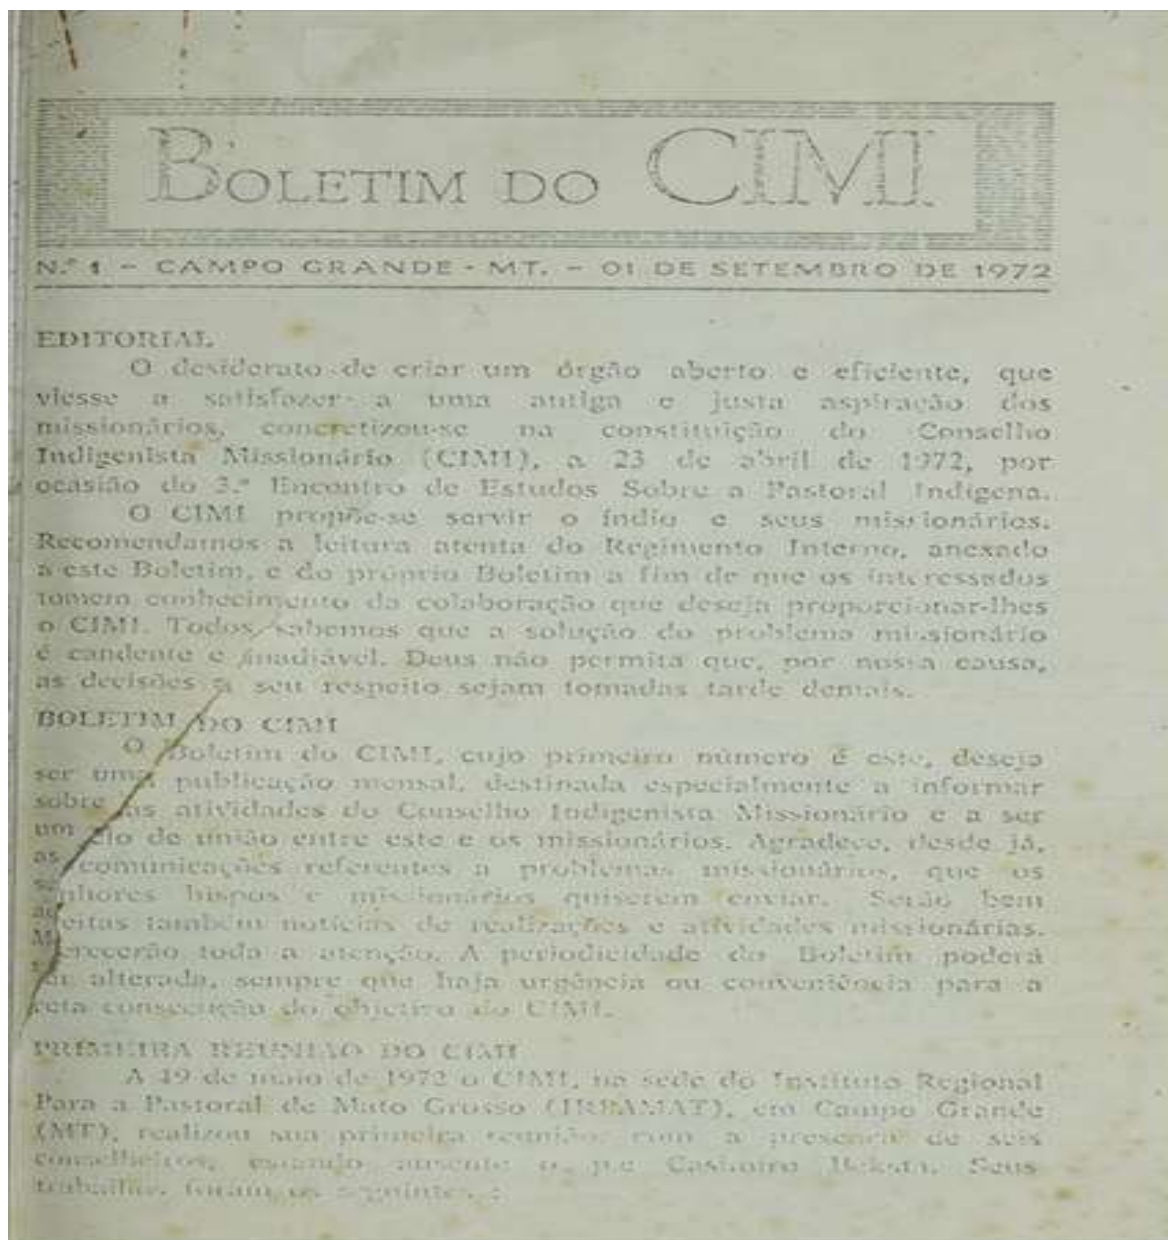 BOLETIM DO CIMI
N.º 1 - CAMPO GRANDE - MT. - 01 DE SETEMBRO DE 1972
EDITORIAL
O desiderato de criar um órgão aberto e eficiente, que
viesse a satisfazer a uma antiga e justa aspiração dos
missionários, concretizou-se na constituição do Conselho
Indigenista Missionário (CIMI), a 23 de abril de 1972, por
ocasião do 3.º Encontro de Estudos Sobre a Pastoral Indígena.
O CIMI propõe-se servir o índio e seus missionários.
Recomendamos a leitura atenta do Regimento Interno, anexado
a este Boletim, e do próprio Boletim a fim de que os interessados
tomem conhecimento da colaboração que deseja proporcionar-lhes
o CIMI. Todos sabemos que a solução do problema missionário
é candente e inadiável. Deus não permita que, por nossa causa,
as decisões a seu respeito sejam tomadas tarde demais.
BOLETIM DO CIMI
O Boletim do CIMI, cujo primeiro número é este, deseja
ser uma publicação mensal, destinada especialmente a informar
sobre as atividades do Conselho Indigenista Missionário e a ser
um elo de união entre este e os missionários. Agradece, desde já,
as comunicações referentes a problemas missionários, que os
senhores bispos e missionários quiserem enviar. Serão bem
aceitas também notícias de realizações e atividades missionárias.
Merecerão toda a atenção. A periodicidade do Boletim poderá
ser alterada, sempre que haja urgência ou conveniência para a
reta consecução do objetivo do CIMI.
PRIMEIRA REUNIÃO DO CIMI
A 19 de maio de 1972 o CIMI, na sede do Instituto Regional
Para a Pastoral de Mato Grosso (IRPAMAT), em Campo Grande
(MT), realizou sua primeira reunião, com a presença de seis
conselheiros, estando ausente o pe Casimiro Beksta. Seus
trabalhos foram os seguintes :